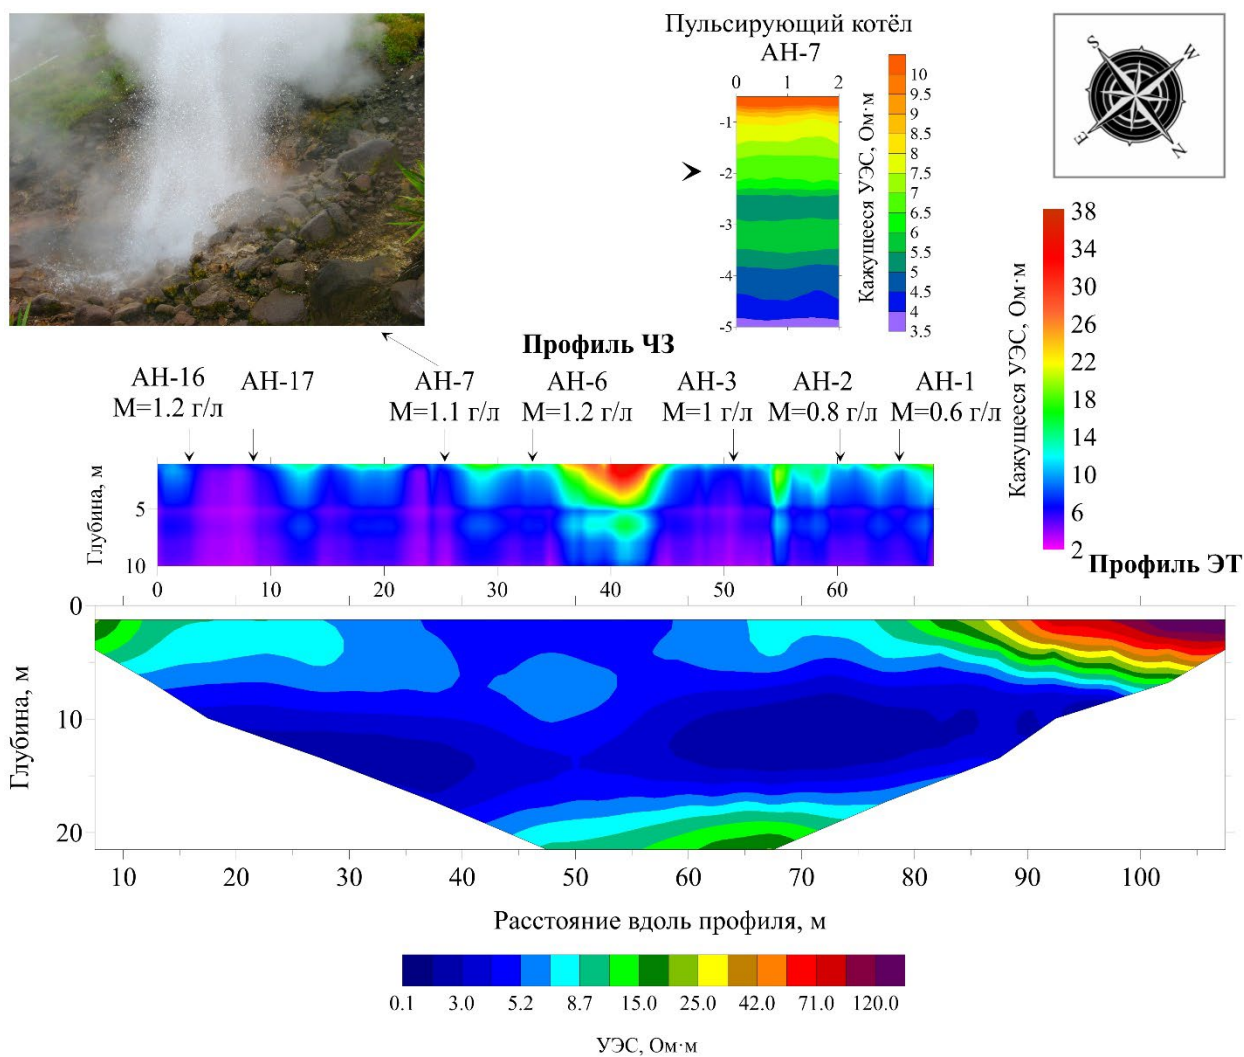 Пульсирующий котёл
АН-7
0 1 2
-1
-2
-3
-4
-5
Кажущееся УЭС, Ом·м
10
9.5
9
8.5
8
7.5
7
6.5
6
5.5
5
4.5
4
3.5
S W
E N
Кажущееся УЭС, Ом·м
38
34
30
26
22
18
14
10
6
2
Профиль ЧЗ
АН-16 АН-17 АН-7 АН-6 АН-3 АН-2 АН-1
М=1.2 г/л М=1.1 г/л М=1.2 г/л М=1 г/л М=0.8 г/л М=0.6 г/л
Глубина, м
5
10
0 10 20 30 40 50 60
Профиль ЭТ
Глубина, м
0
10
20
10 20 30 40 50 60 70 80 90 100
Расстояние вдоль профиля, м
0.1 3.0 5.2 8.7 15.0 25.0 42.0 71.0 120.0
УЭС, Ом·м